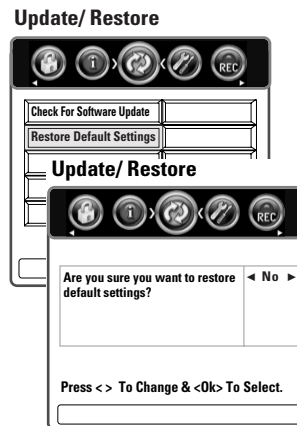 Update/ Restore
REC
Check For Software Update
Restore Default Settings
Update/ Restore
REC
Are you sure you want to restore ◄ No ►
default settings?
Press < > To Change & <Ok> To Select.